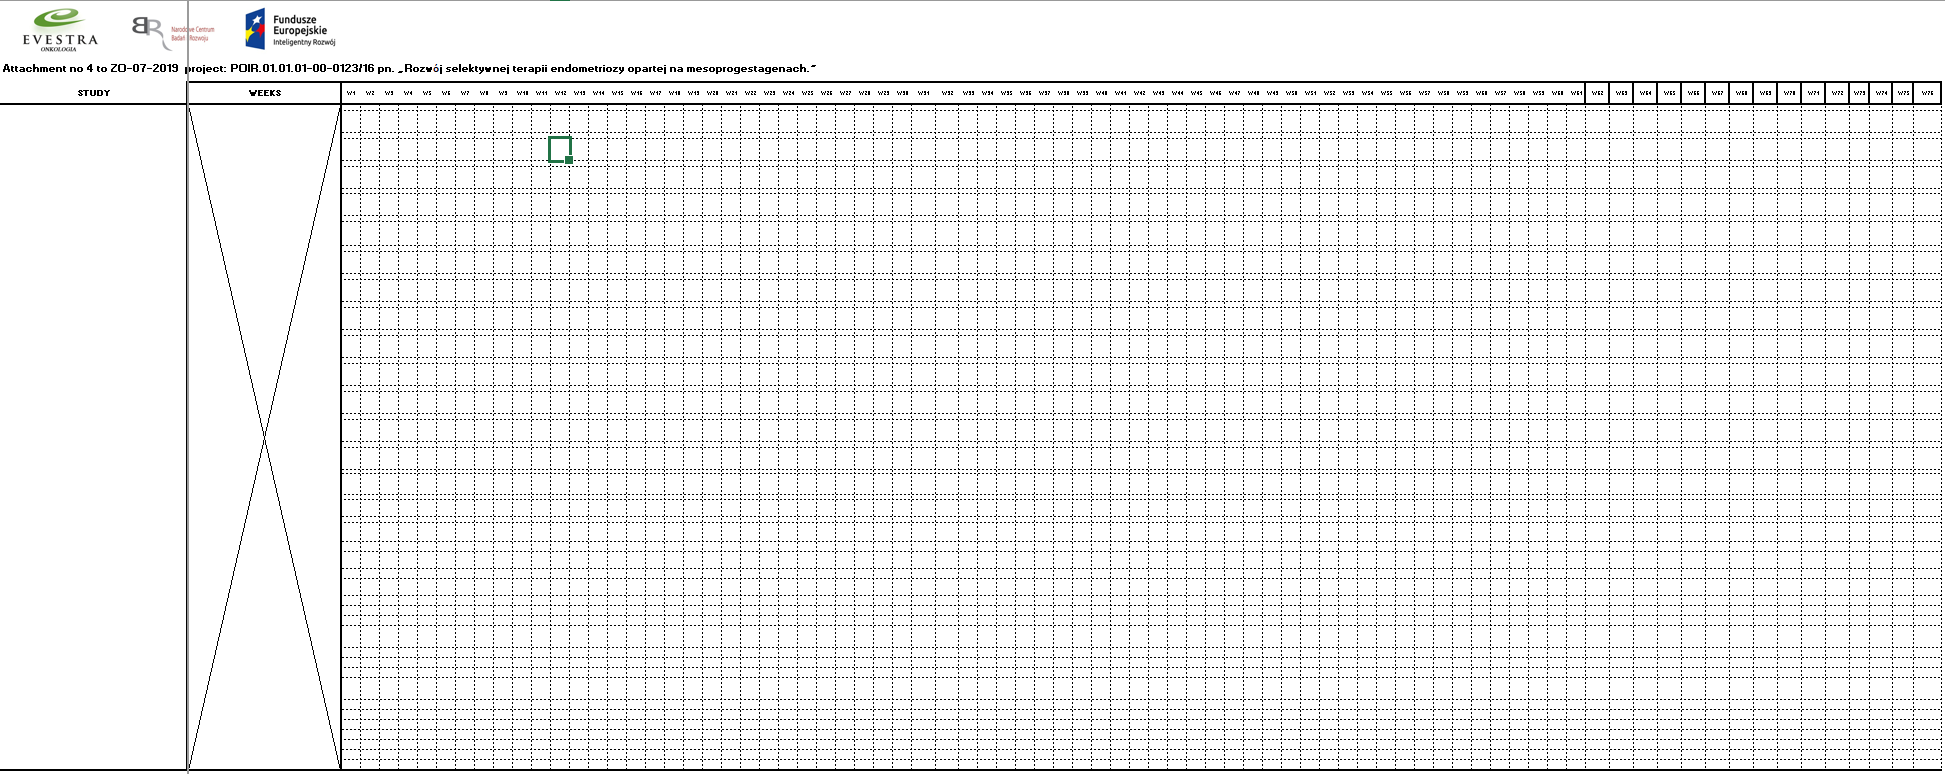 EVESTRA
ONKOLOGIA
BR
Narodowe Centrum
Badań i Rozwoju
Fundusze
Europejskie
Inteligentny Rozwój
Attachment no 4 to ZO-07-2019 project: POIR.01.01.01-00-0123/16 pn. „Rozwój selektywnej terapii endometriozy opartej na mesoprogestagenach.”
STUDY WEEKS W1 W2 W3 W4 W5 W6 W7 W8 W9 W10 W11 W12 W13 W14 W15 W16 W17 W18 W19 W20 W21 W22 W23 W24 W25 W26 W27 W28 W29 W30 W31 W32 W33 W34 W35 W36 W37 W38 W39 W40 W41 W42 W43 W44 W45 W46 W47 W48 W49 W50 W51 W52 W53 W54 W55 W56 W57 W58 W59 W56 W57 W58 W59 W60 W61 W62 W63 W64 W65 W66 W67 W68 W69 W70 W71 W72 W73 W74 W75 W76